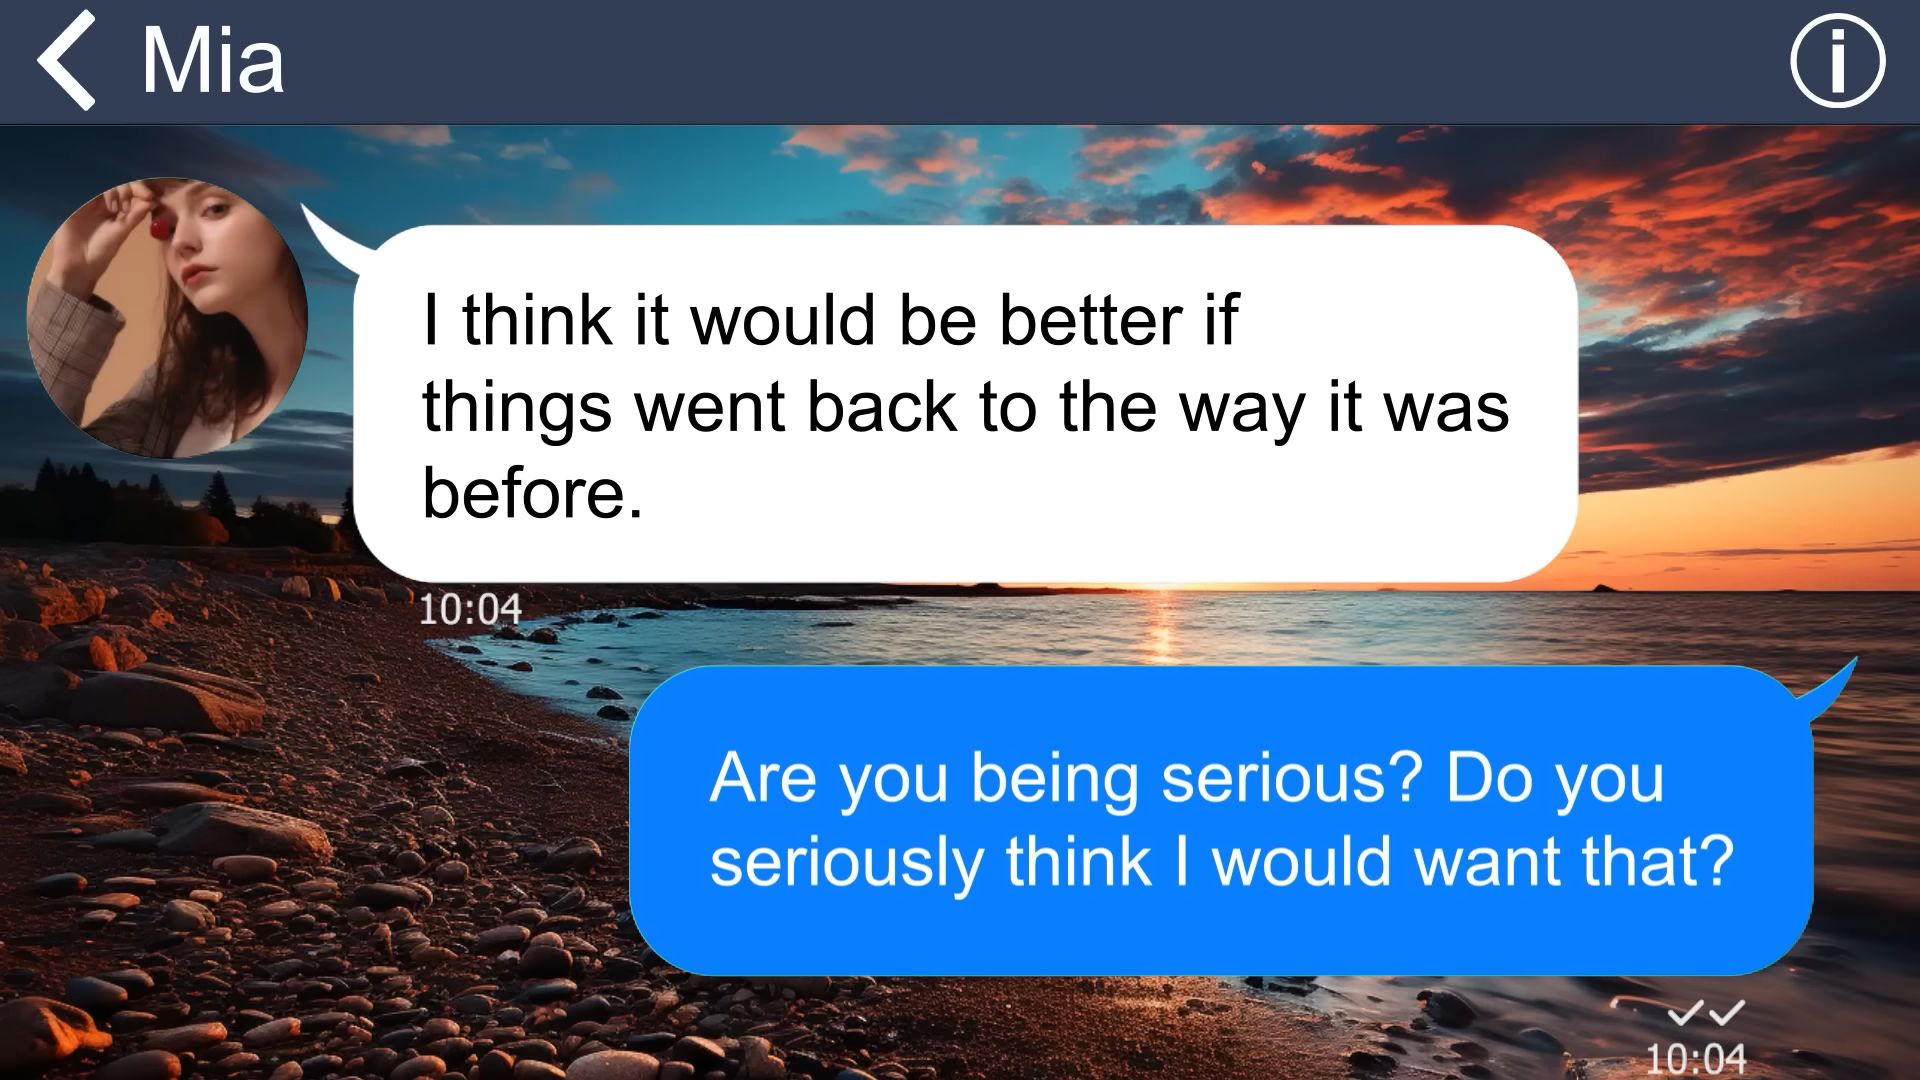 Mia
I think it would be better if
things went back to the way it was
before.
10:04
Are you being serious? Do you
seriously think I would want that?
10:04